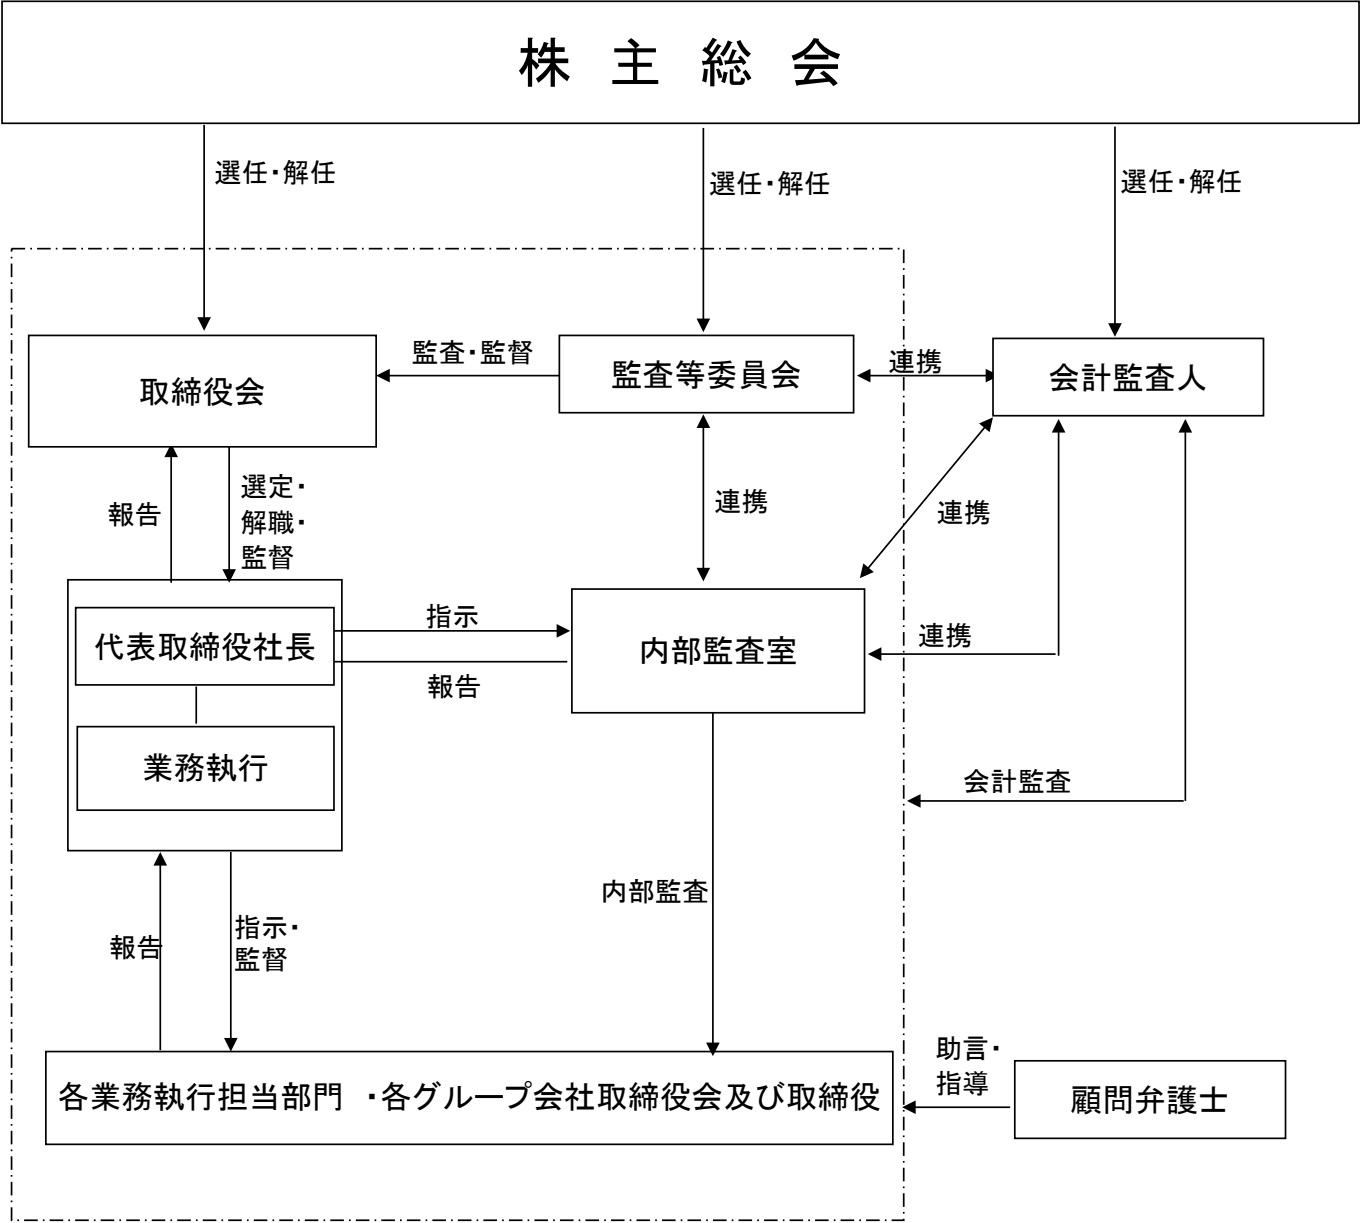 株　主　総　会
選任・解任
選任・解任
選任・解任
監査・監督
連携
取締役会
監査等委員会
会計監査人
報告
選定・
解職・
監督
連携
連携
指示
代表取締役社長
内部監査室
連携
報告
業務執行
会計監査
内部監査
報告
指示・
監督
各業務執行担当部門　・各グループ会社取締役会及び取締役
助言・
指導
顧問弁護士